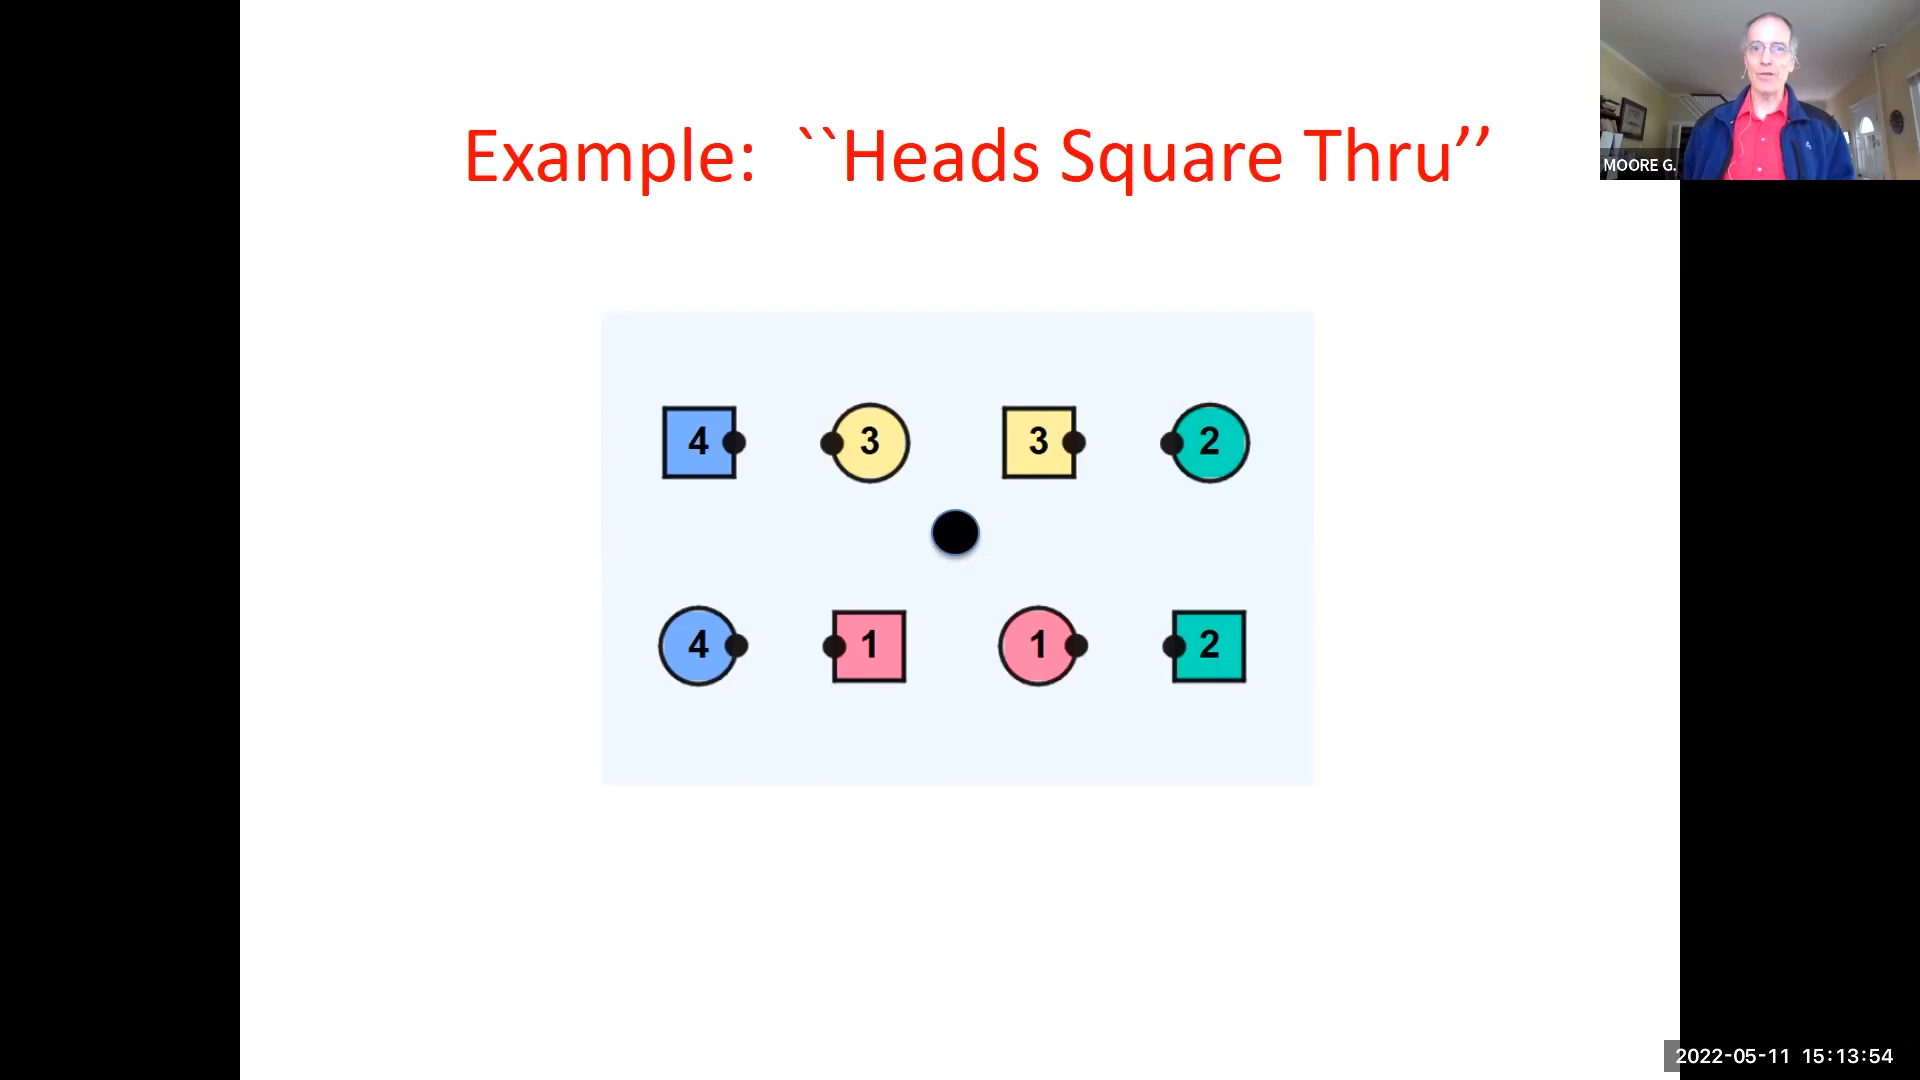 Example: ``Heads Square Thru’’
MOORE G.
4 3 3 2
4 1 1 2
2022-05-11 15:13:54